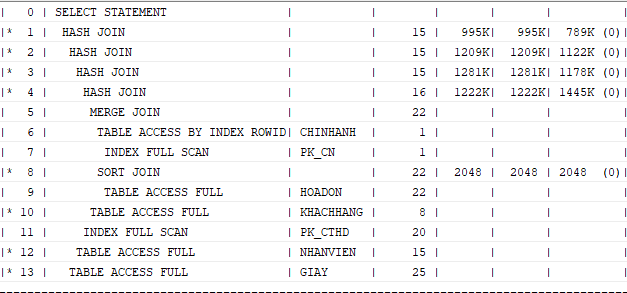 |   0 | SELECT STATEMENT             |           |      |       |       |          |
|*  1 |  HASH JOIN                   |           |   15 |   995K|   995K|  789K (0)|
|*  2 |   HASH JOIN                  |           |   15 |  1209K|  1209K| 1122K (0)|
|*  3 |    HASH JOIN                 |           |   15 |  1281K|  1281K| 1178K (0)|
|*  4 |     HASH JOIN                |           |   16 |  1222K|  1222K| 1445K (0)|
|   5 |      MERGE JOIN              |           |   22 |       |       |          |
|   6 |       TABLE ACCESS BY INDEX ROWID| CHINHANH  |    1 |       |       |          |
|   7 |        INDEX FULL SCAN       | PK_CN     |    1 |       |       |          |
|*  8 |       SORT JOIN              |           |   22 |  2048 |  2048 | 2048  (0)|
|   9 |        TABLE ACCESS FULL     | HOADON    |   22 |       |       |          |
|* 10 |      TABLE ACCESS FULL       | KHACHHANG |    8 |       |       |          |
|  11 |     INDEX FULL SCAN          | PK_CTHD   |   20 |       |       |          |
|* 12 |    TABLE ACCESS FULL         | NHANVIEN  |   15 |       |       |          |
|* 13 |   TABLE ACCESS FULL          | GIAY      |   25 |       |       |          |